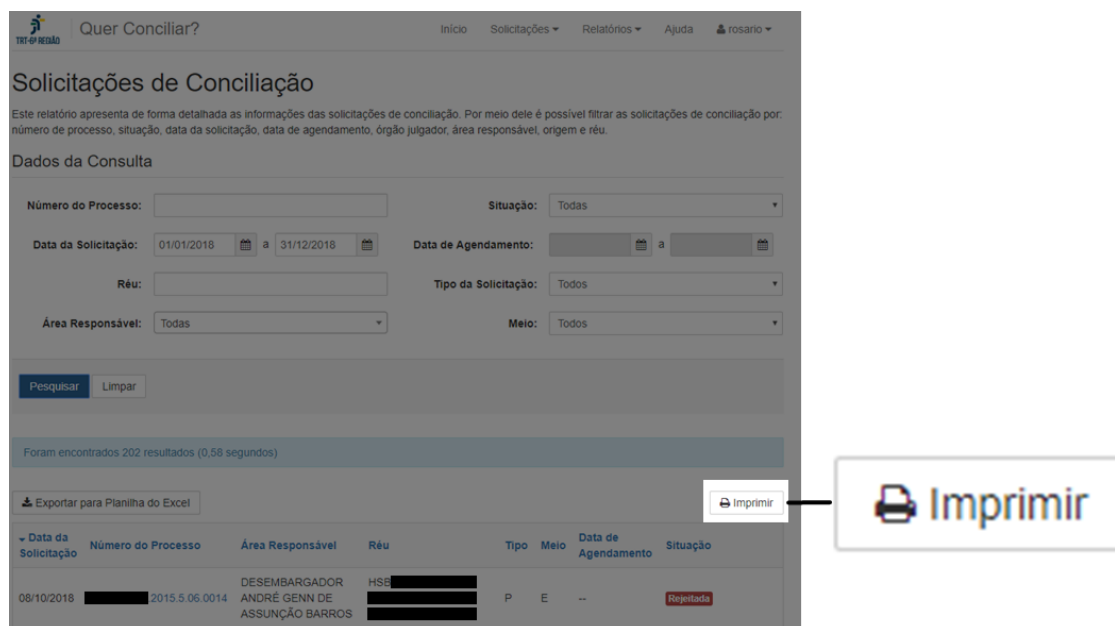 TRT-6ª REGIÃO
Quer Conciliar?
Início Solicitações Relatórios Ajuda rosario
Solicitações de Conciliação
Este relatório apresenta de forma detalhada as informações das solicitações de conciliação. Por meio dele é possível filtrar as solicitações de conciliação por:
número de processo, situação, data da solicitação, data de agendamento, órgão julgador, área responsável, origem e réu.
Dados da Consulta
Número do Processo: Situação: Todas
Data da Solicitação: 01/01/2018 a 31/12/2018 Data de Agendamento: a
Réu: Tipo da Solicitação: Todos
Área Responsável: Todas Meio: Todos
Pesquisar Limpar
Foram encontrados 202 resultados (0,58 segundos)
Exportar para Planilha do Excel Imprimir
Imprimir
Data da Solicitação Número do Processo Área Responsável Réu Tipo Meio Data de Agendamento Situação
08/10/2018 .2015.5.06.0014 DESEMBARGADOR ANDRÉ GENN DE ASSUNÇÃO BARROS HSB P E -- Rejeitada